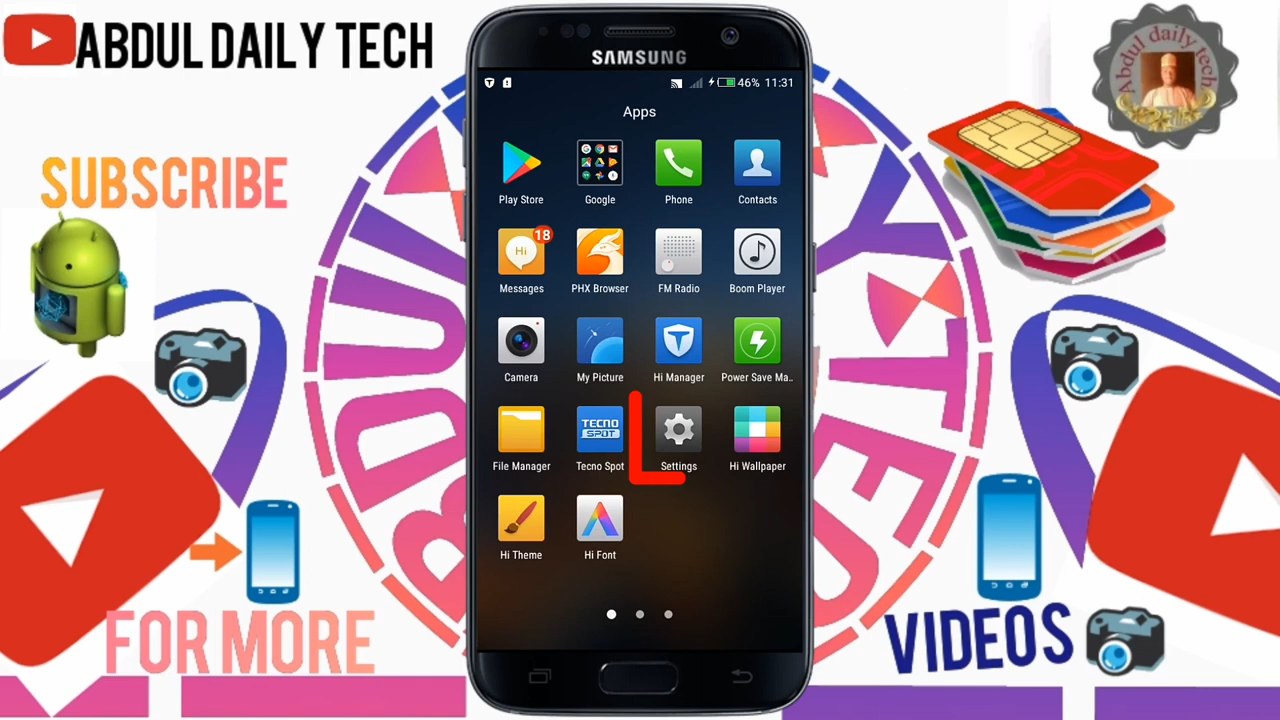 ABDUL DAILY TECH
Abdul daily tech
SUBSCRIBE
SAMSUNG
46% 11:31
Apps
Play Store Google Phone Contacts
Hi 18
Messages PHX Browser FM Radio Boom Player
Camera My Picture Hi Manager Power Save Ma..
TECNO
SPOT
File Manager Tecno Spot Settings Hi Wallpaper
Hi Theme Hi Font
FOR MORE
VIDEOS